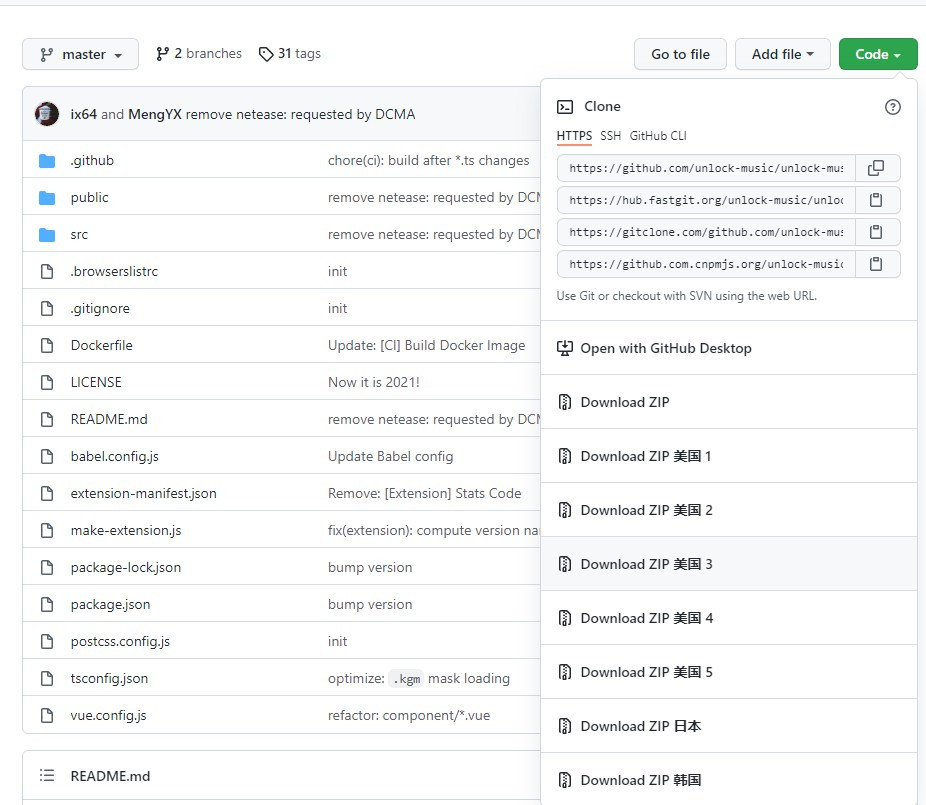 master 2 branches 31 tags Go to file Add file Code
ix64 and MengYX remove netease: requested by DCMA
.github chore(ci): build after *.ts changes
public remove netease: requested by DCM
src remove netease: requested by DCM
.browserslistrc init
.gitignore init
Dockerfile Update: [CI] Build Docker Image
LICENSE Now it is 2021!
README.md remove netease: requested by DCM
babel.config.js Update Babel config
extension-manifest.json Remove: [Extension] Stats Code
make-extension.js fix(extension): compute version na
package-lock.json bump version
package.json bump version
postcss.config.js init
tsconfig.json optimize: .kgm mask loading
vue.config.js refactor: component/*.vue
README.md
Clone
HTTPS SSH GitHub CLI
https://github.com/unlock-music/unlock-mus
https://hub.fastgit.org/unlock-music/unloc
https://gitclone.com/github.com/unlock-mus
https://github.com.cnpmjs.org/unlock-music
Use Git or checkout with SVN using the web URL.
Open with GitHub Desktop
Download ZIP
Download ZIP 美国 1
Download ZIP 美国 2
Download ZIP 美国 3
Download ZIP 美国 4
Download ZIP 美国 5
Download ZIP 日本
Download ZIP 韩国